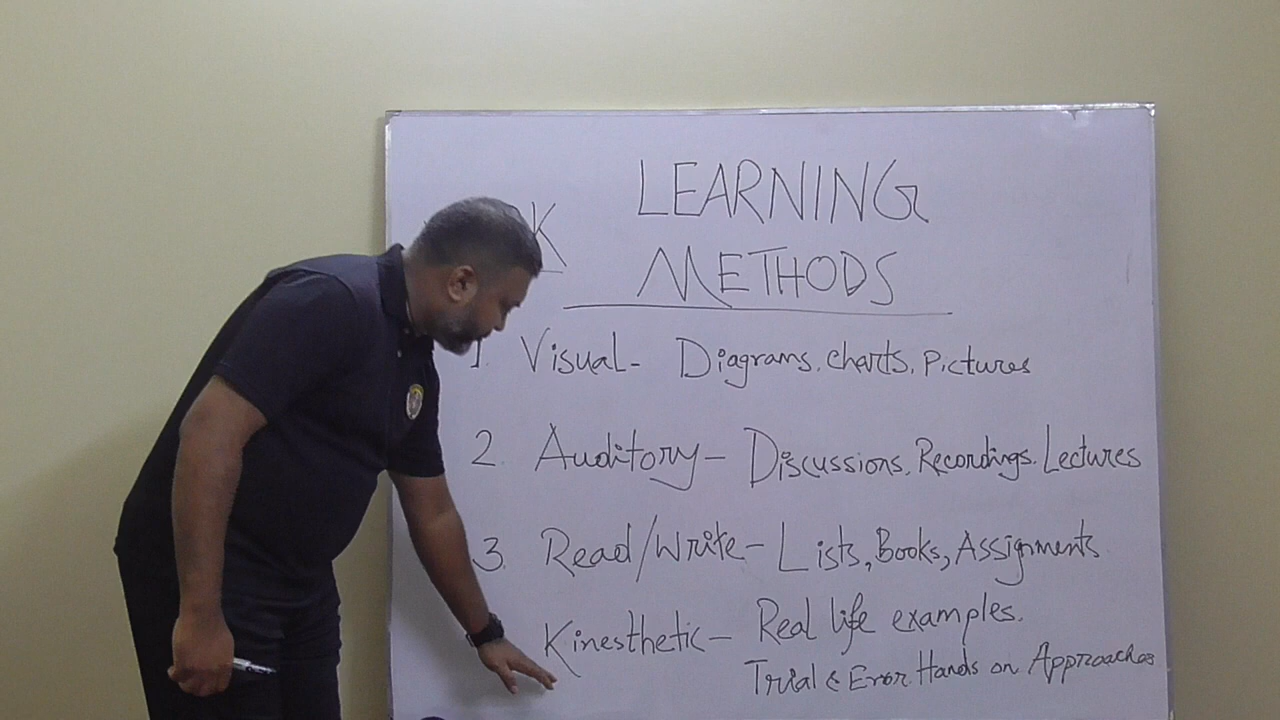 K
LEARNING
METHODS
1. Visual - Diagrams, charts, Pictures
2. Auditory - Discussions, Recordings. Lectures
3. Read/Write - Lists, Books, Assignments
Kinesthetic - Real life examples.
Trial & Error Hands on Approaches